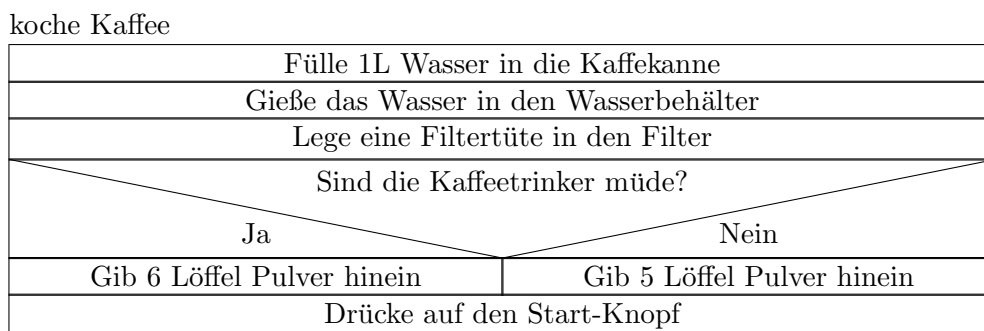 koche Kaffee
Fülle 1L Wasser in die Kaffekanne
Gieße das Wasser in den Wasserbehälter
Lege eine Filtertüte in den Filter
Sind die Kaffeetrinker müde?
Ja Nein
Gib 6 Löffel Pulver hinein Gib 5 Löffel Pulver hinein
Drücke auf den Start-Knopf